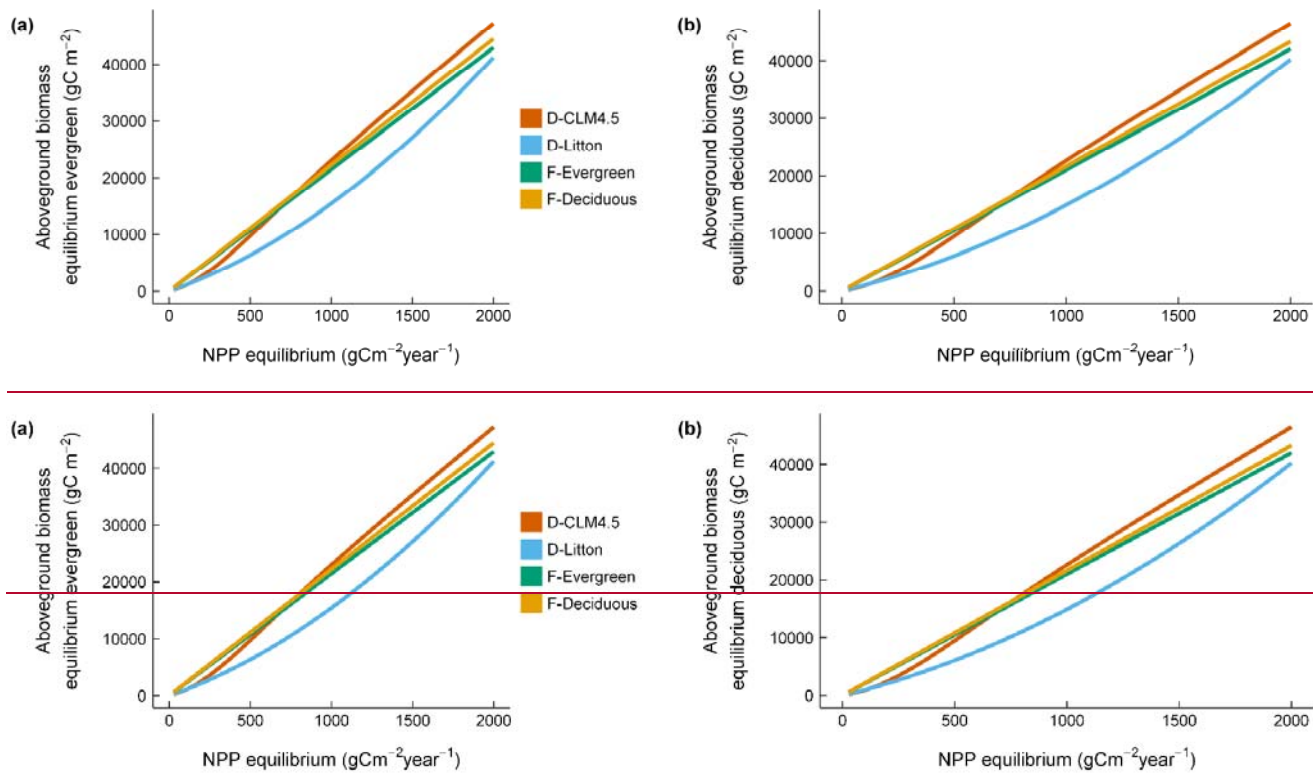 (a)
Aboveground biomass
equilibrium evergreen (gC m−2)
40000
30000
20000
10000
0
0 500 1000 1500 2000
NPP equilibrium (gCm−2year−1)
D-CLM4.5
D-Litton
F-Evergreen
F-Deciduous
(b)
Aboveground biomass
equilibrium deciduous (gC m−2)
40000
30000
20000
10000
0
0 500 1000 1500 2000
NPP equilibrium (gCm−2year−1)
(a)
Aboveground biomass
equilibrium evergreen (gC m−2)
40000
30000
20000
10000
0
0 500 1000 1500 2000
NPP equilibrium (gCm−2year−1)
D-CLM4.5
D-Litton
F-Evergreen
F-Deciduous
(b)
Aboveground biomass
equilibrium deciduous (gC m−2)
40000
30000
20000
10000
0
0 500 1000 1500 2000
NPP equilibrium (gCm−2year−1)